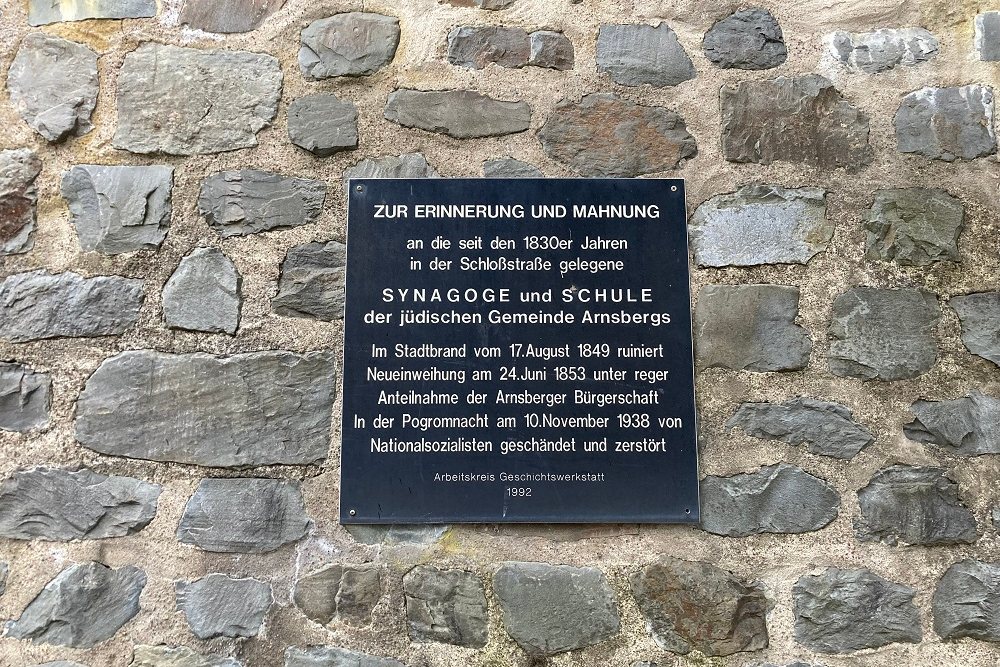 ZUR ERINNERUNG UND MAHNUNG
an die seit den 1830er Jahren
in der Schloßstraße gelegene
SYNAGOGE und SCHULE
der jüdischen Gemeinde Arnsbergs
Im Stadtbrand vom 17.August 1849 ruiniert
Neueinweihung am 24.Juni 1853 unter reger
Anteilnahme der Arnsberger Bürgerschaft
In der Pogromnacht am 10.November 1938 von
Nationalsozialisten geschändet und zerstört
Arbeitskreis Geschichtswerkstatt
1992